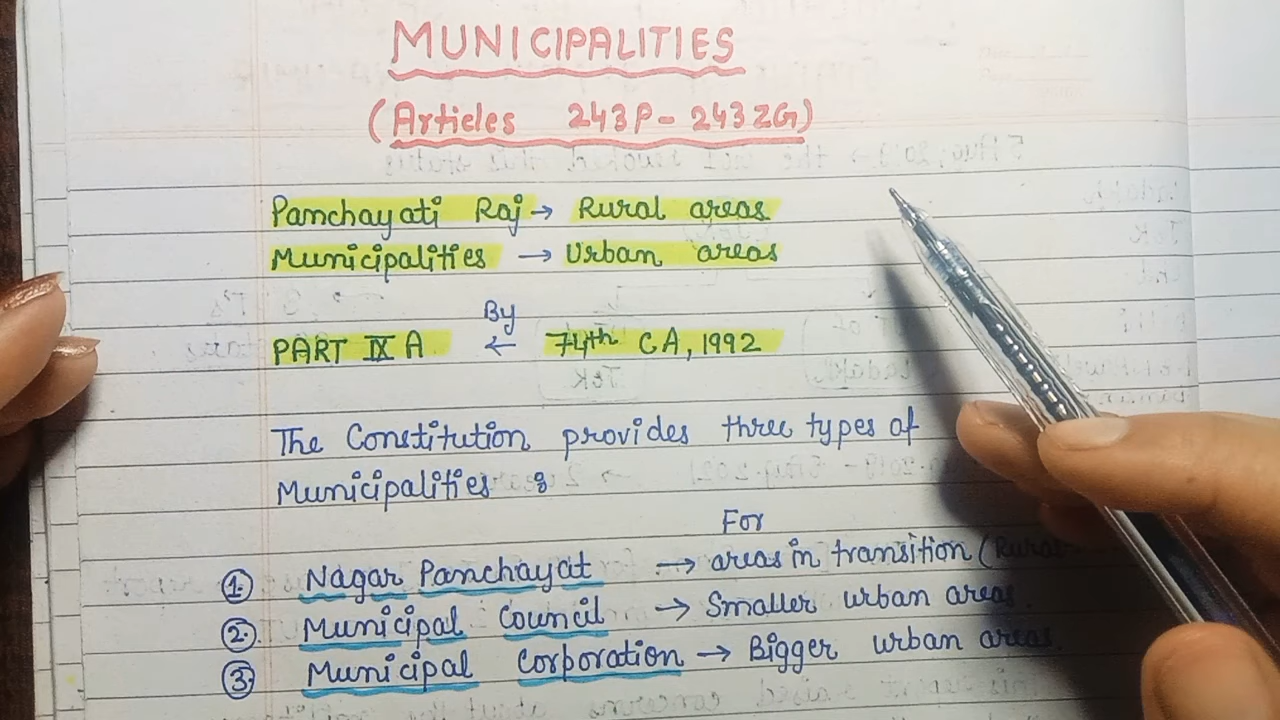 MUNICIPALITIES
(Articles 243P - 243ZG)
Panchayati Raj → Rural areas
Municipalities → Urban areas
By
PART IX A ← 74th CA, 1992
The Constitution provides three types of
Municipalities :
For
1. Nagar Panchayat → areas in transition (Rural
2. Municipal Council → Smaller urban areas.
3. Municipal Corporation → Bigger urban areas.